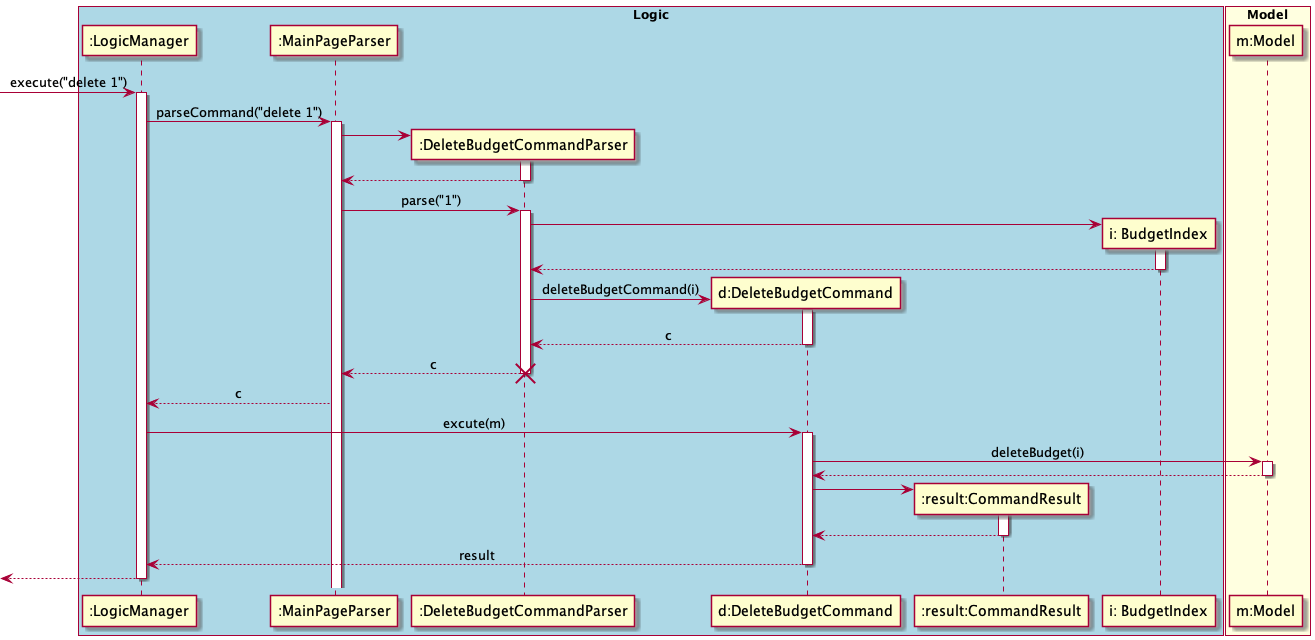 Logic
Model
:LogicManager
:MainPageParser
m:Model
execute("delete 1")
parseCommand("delete 1")
:DeleteBudgetCommandParser
parse("1")
i: BudgetIndex
deleteBudgetCommand(i)
d:DeleteBudgetCommand
c
c
c
excute(m)
deleteBudget(i)
:result:CommandResult
result
:LogicManager
:MainPageParser
:DeleteBudgetCommandParser
d:DeleteBudgetCommand
:result:CommandResult
i: BudgetIndex
m:Model